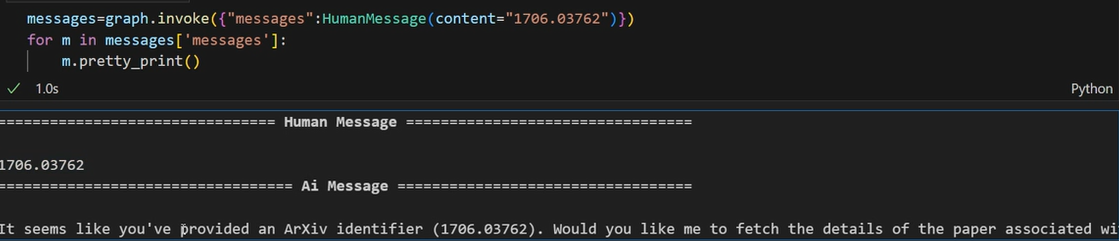 messages=graph.invoke({"messages":HumanMessage(content="1706.03762")})
for m in messages['messages']:
    m.pretty_print()
✓ 1.0s Python
================================ Human Message =================================
1706.03762
================================== Ai Message ==================================
It seems like you've provided an ArXiv identifier (1706.03762). Would you like me to fetch the details of the paper associated wi